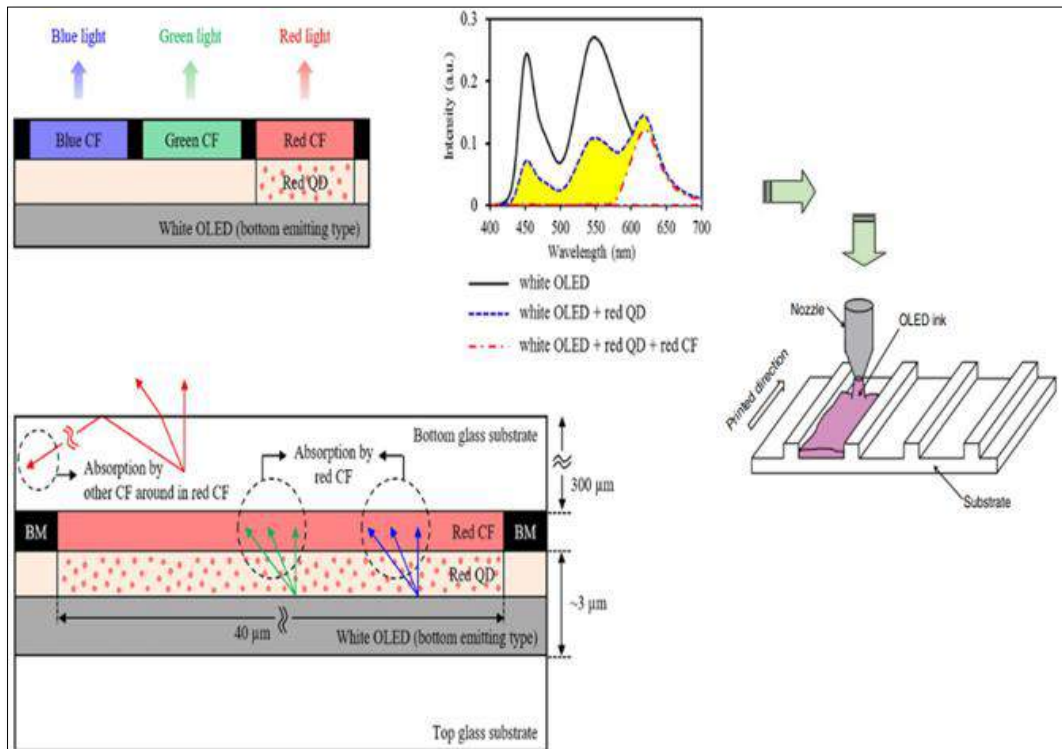 Blue light
Green light
Red light
Blue CF
Green CF
Red CF
Red QD
White OLED (bottom emitting type)
Intensity (a.u.)
0.3
0.2
0.1
0
400 450 500 550 600 650 700
Wavelength (nm)
white OLED
white OLED + red QD
white OLED + red QD + red CF
Nozzle
OLED ink
Printed direction
Substrate
Bottom glass substrate
Absorption by
other CF around in red CF
Absorption by
red CF
300 µm
BM
Red CF
BM
Red QD
~3 µm
40 µm
White OLED (bottom emitting type)
Top glass substrate